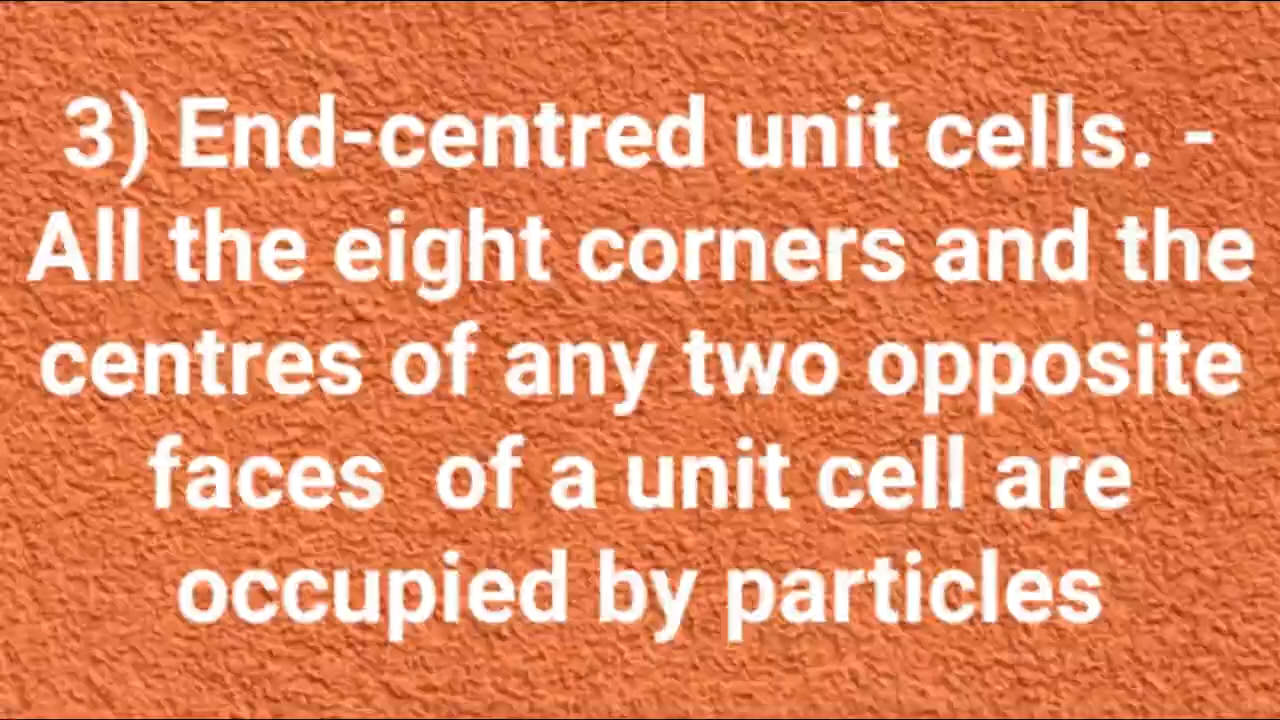 3) End-centred unit cells. -
All the eight corners and the
centres of any two opposite
faces of a unit cell are
occupied by particles